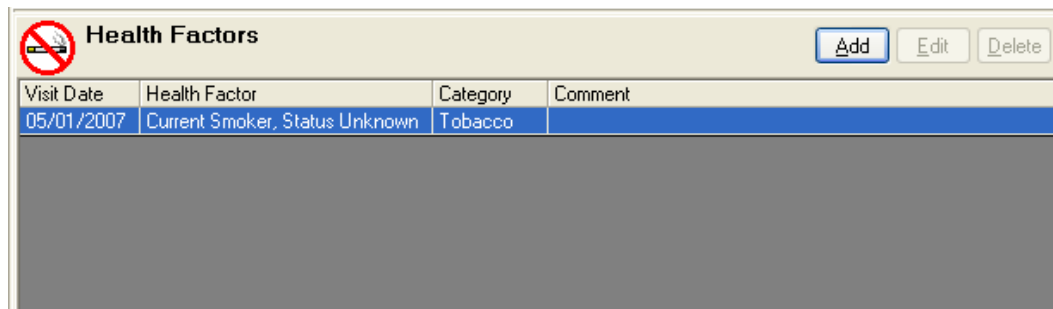 Health Factors
Add Edit Delete
Visit Date Health Factor Category Comment
05/01/2007 Current Smoker, Status Unknown Tobacco